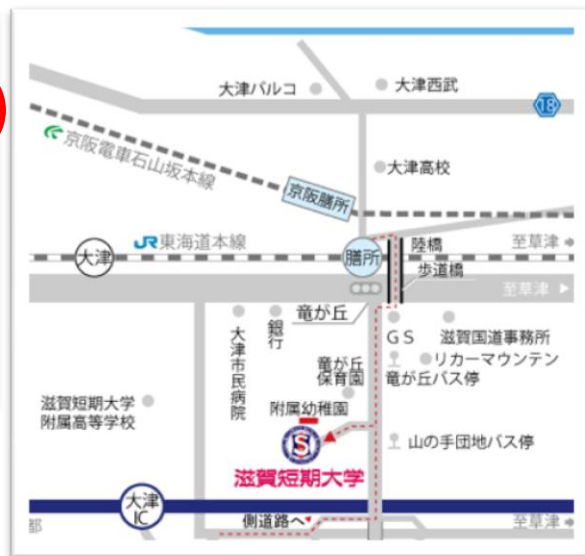 大津パルコ
大津西武
18
京阪電車石山坂本線
大津高校
京阪膳所
JR東海道本線
陸橋
至草津
大津
膳所
歩道橋
至草津
竜が丘
GS
滋賀国道事務所
大津市民病院
銀行
竜が丘
保育園
リカーマウンテン
竜が丘バス停
滋賀短期大学
附属高等学校
附属幼稚園
山の手団地バス停
S
滋賀短期大学
大津
IC
都
側道路へ
至草津